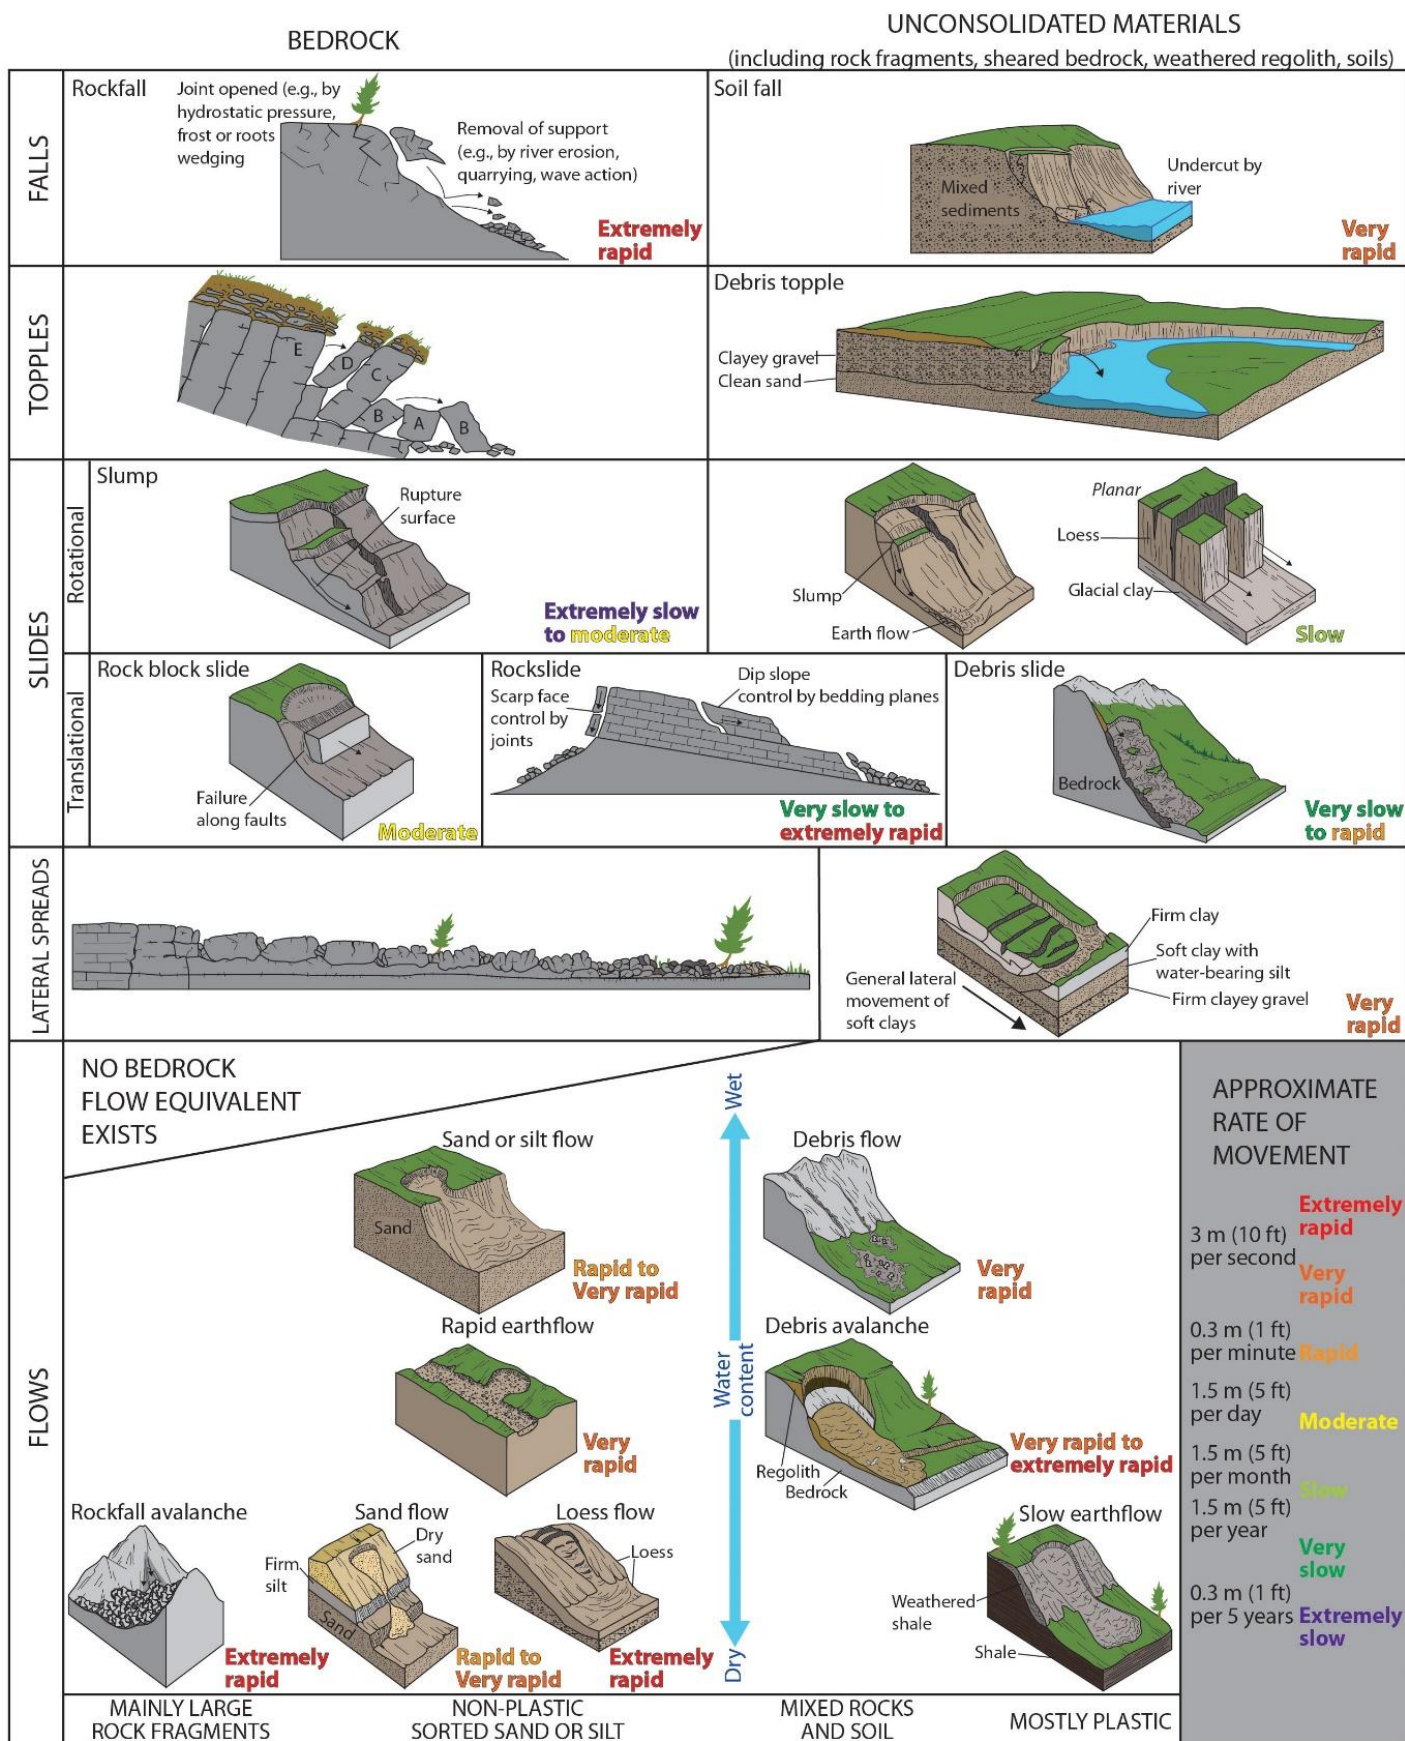 BEDROCK
UNCONSOLIDATED MATERIALS
(including rock fragments, sheared bedrock, weathered regolith, soils)
FALLS
Rockfall
Joint opened (e.g., by
hydrostatic pressure,
frost or roots
wedging
Removal of support
(e.g., by river erosion,
quarrying, wave action)
Extremely
rapid
Soil fall
Mixed
sediments
Undercut by
river
Very
rapid
TOPPLES
E
D
C
B
A
B
Debris topple
Clayey gravel
Clean sand
SLIDES
Rotational
Slump
Rupture
surface
Extremely slow
to moderate
Slump
Earth flow
Planar
Loess
Glacial clay
Slow
Translational
Rock block slide
Failure
along faults
Moderate
Rockslide
Scarp face
control by
joints
Dip slope
control by bedding planes
Very slow to
extremely rapid
Debris slide
Bedrock
Very slow
to rapid
LATERAL SPREADS
General lateral
movement of
soft clays
Firm clay
Soft clay with
water-bearing silt
Firm clayey gravel
Very
rapid
FLOWS
NO BEDROCK
FLOW EQUIVALENT
EXISTS
Sand or silt flow
Sand
Rapid to
Very rapid
Wet
Water
content
Dry
Debris flow
Very
rapid
Rapid earthflow
Very
rapid
Debris avalanche
Regolith
Bedrock
Very rapid to
extremely rapid
Rockfall avalanche
Extremely
rapid
Sand flow
Dry
sand
Firm
silt
Sand
Rapid to
Very rapid
Loess flow
Loess
Extremely
rapid
Slow earthflow
Weathered
shale
Shale
MAINLY LARGE
ROCK FRAGMENTS
NON-PLASTIC
SORTED SAND OR SILT
MIXED ROCKS
AND SOIL
MOSTLY PLASTIC
APPROXIMATE
RATE OF
MOVEMENT
Extremely
rapid
3 m (10 ft)
per second
Very
rapid
0.3 m (1 ft)
per minute
Rapid
1.5 m (5 ft)
per day
Moderate
1.5 m (5 ft)
per month
Slow
1.5 m (5 ft)
per year
Very
slow
0.3 m (1 ft)
per 5 years
Extremely
slow